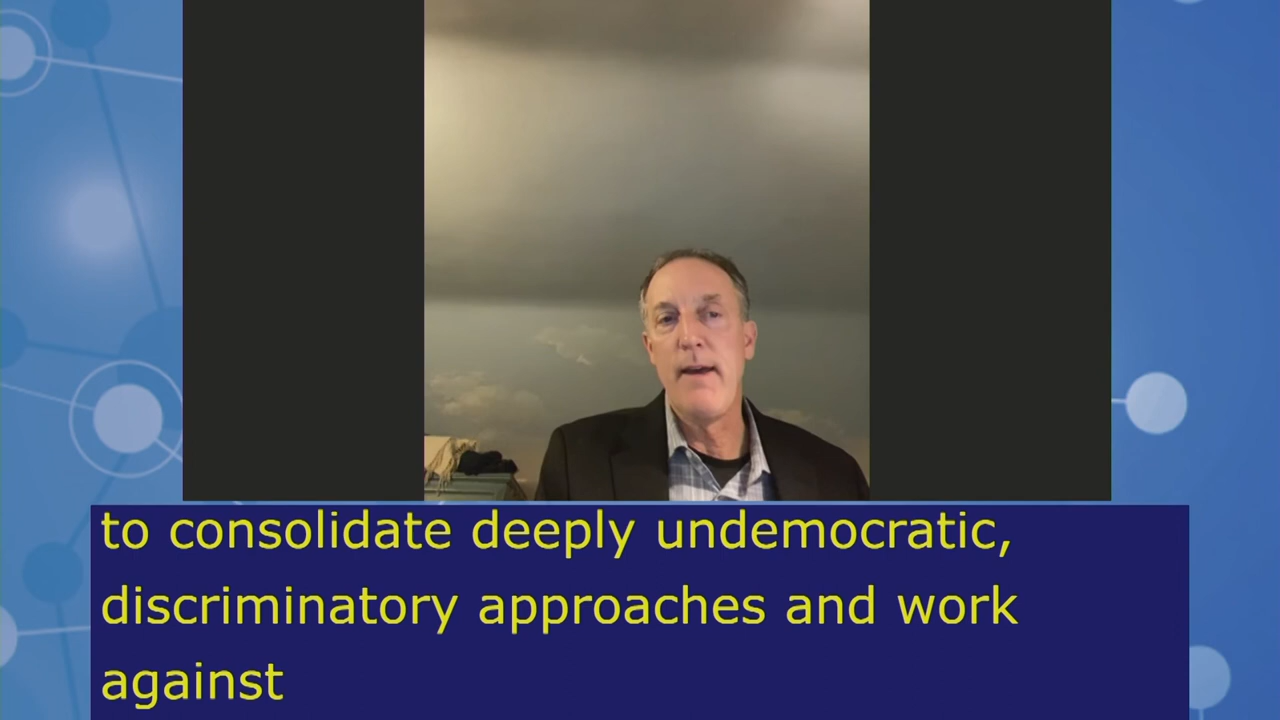 to consolidate deeply undemocratic,
discriminatory approaches and work
against